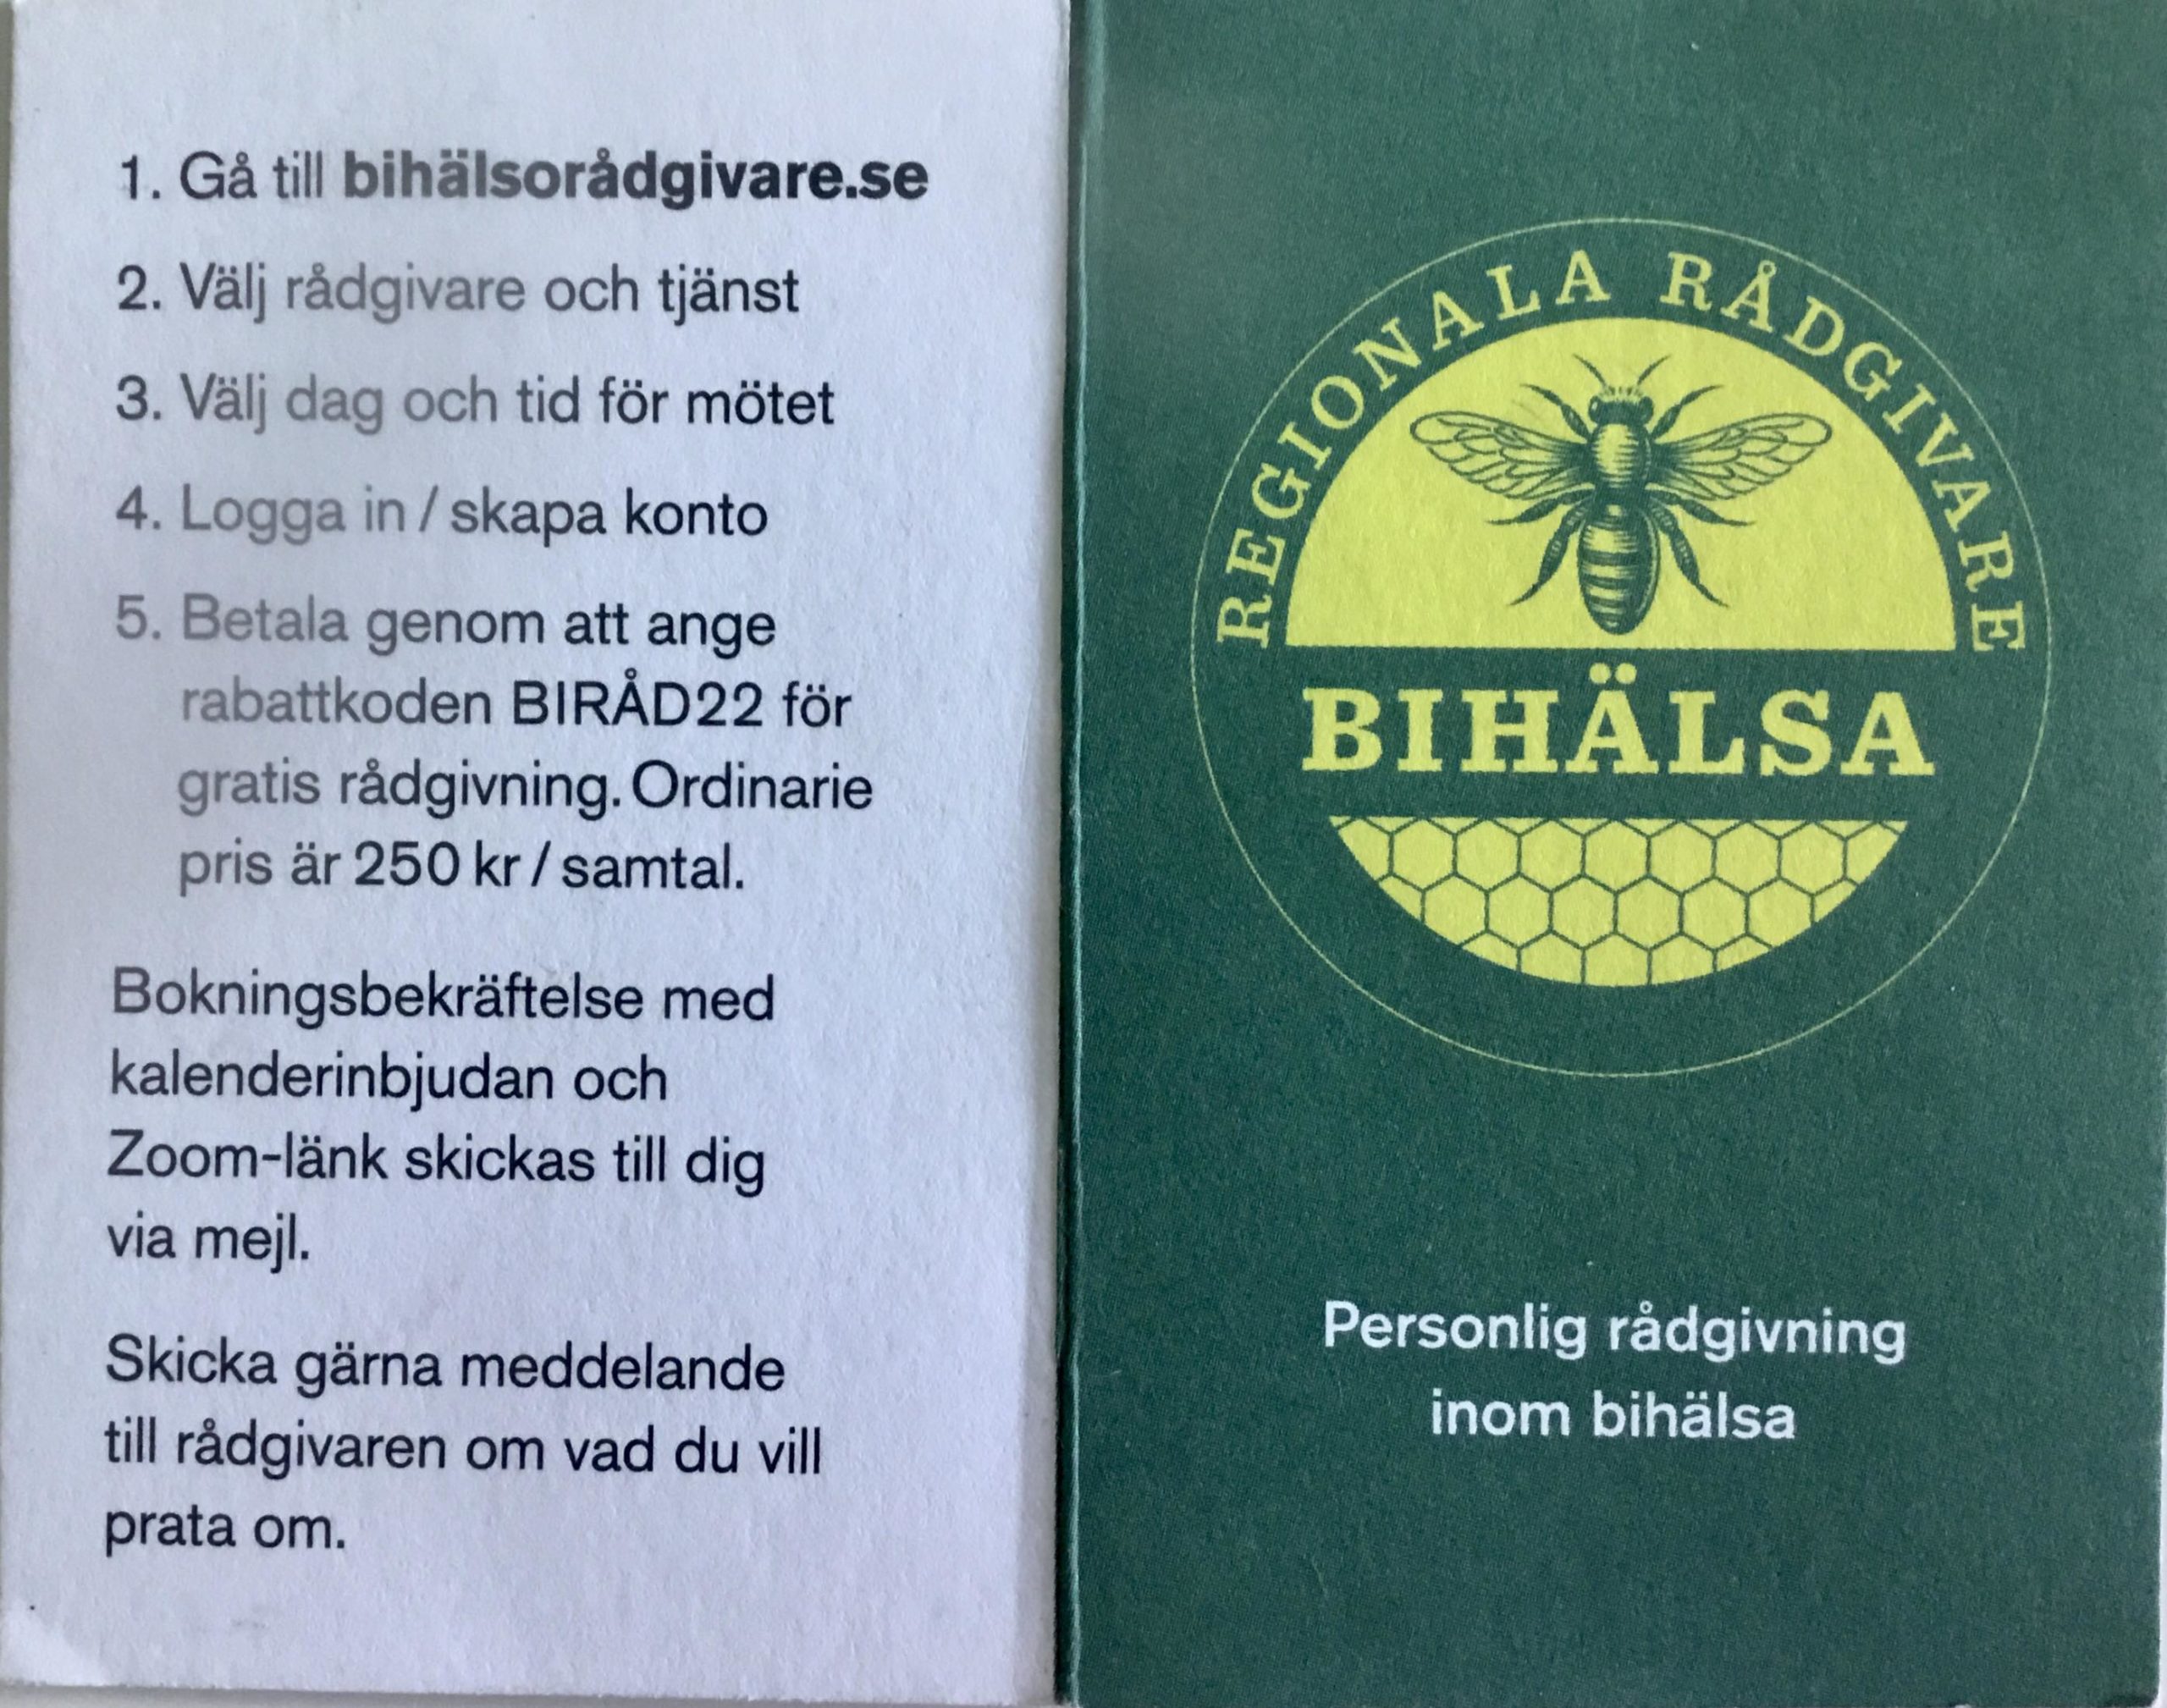 1. Gå till bihälsorådgivare.se
2. Välj rådgivare och tjänst
3. Välj dag och tid för mötet
4. Logga in / skapa konto
5. Betala genom att ange
rabattkoden BIRÅD22 för
gratis rådgivning. Ordinarie
pris är 250 kr / samtal.
Bokningsbekräftelse med
kalenderinbjudan och
Zoom-länk skickas till dig
via mejl.
Skicka gärna meddelande
till rådgivaren om vad du vill
prata om.
REGIONALA RÅDGIVARE
BIHÄLSA
Personlig rådgivning
inom bihälsa